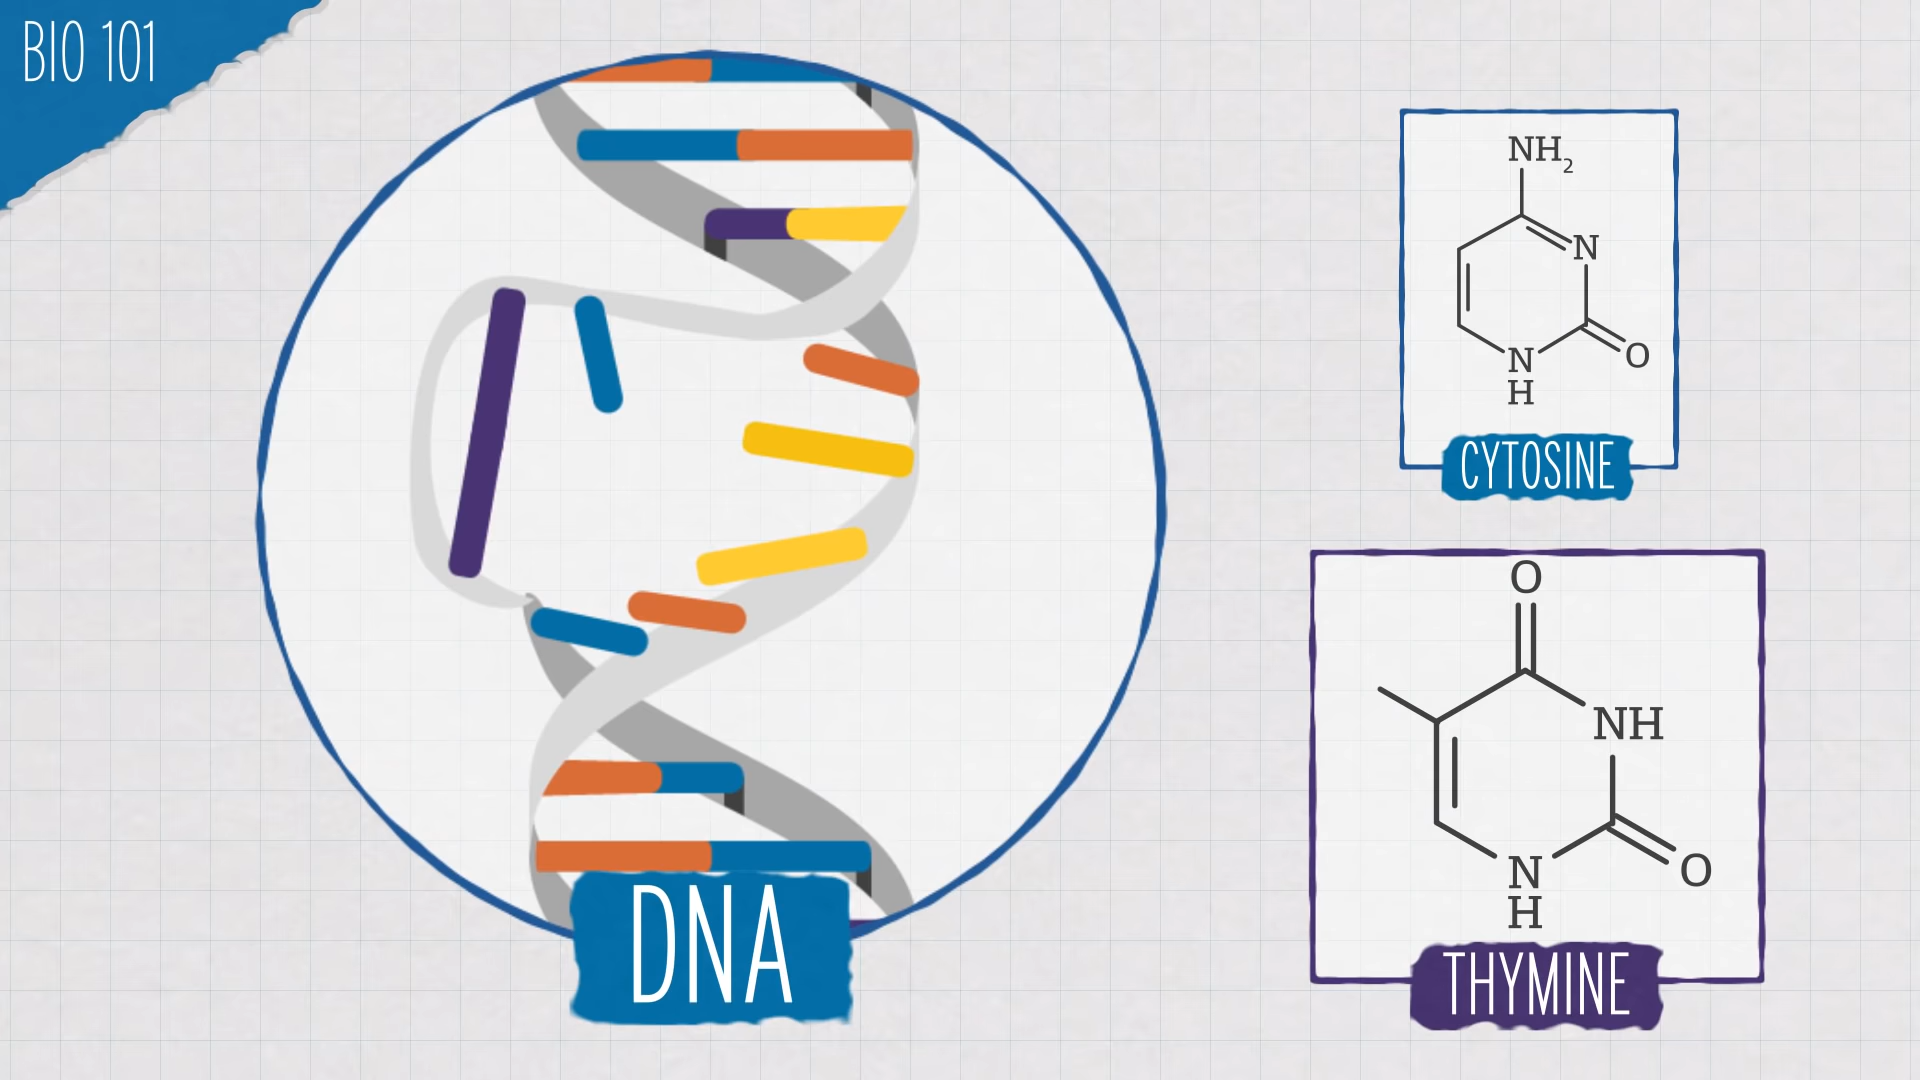 BIO 101
DNA
NH₂
N
O
N
H
CYTOSINE
O
NH
O
N
H
THYMINE